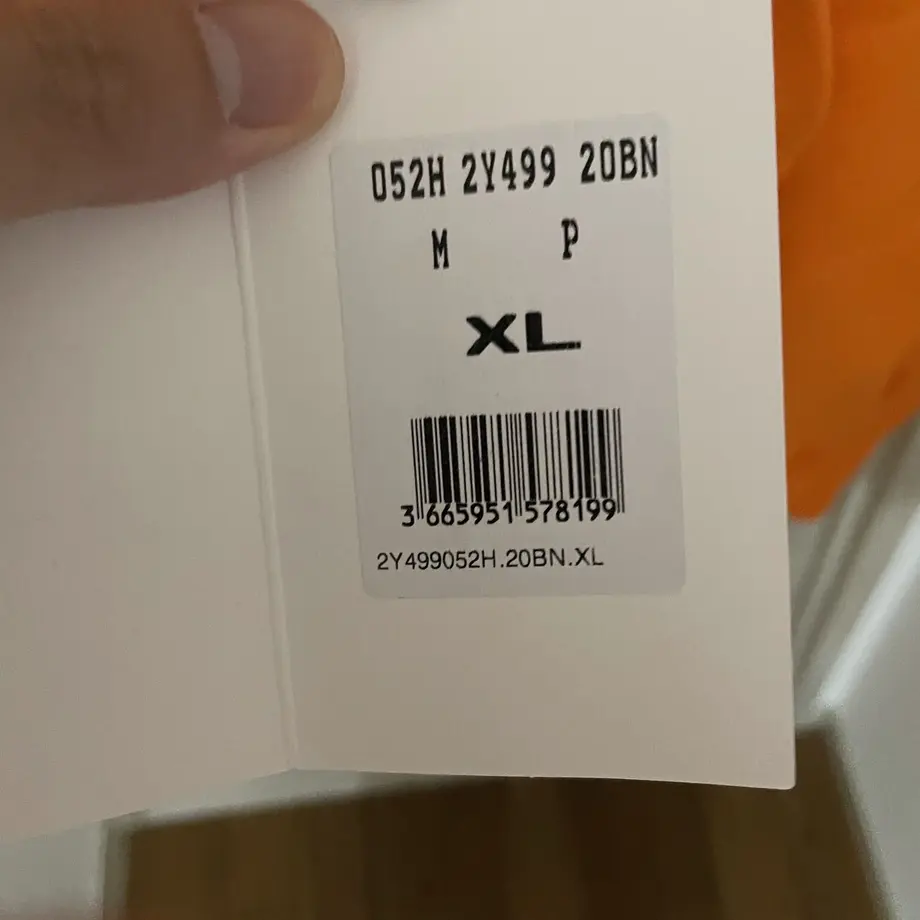 052H 2Y499 20BN
M P
XL
3 665951 578199
2Y499052H.20BN.XL